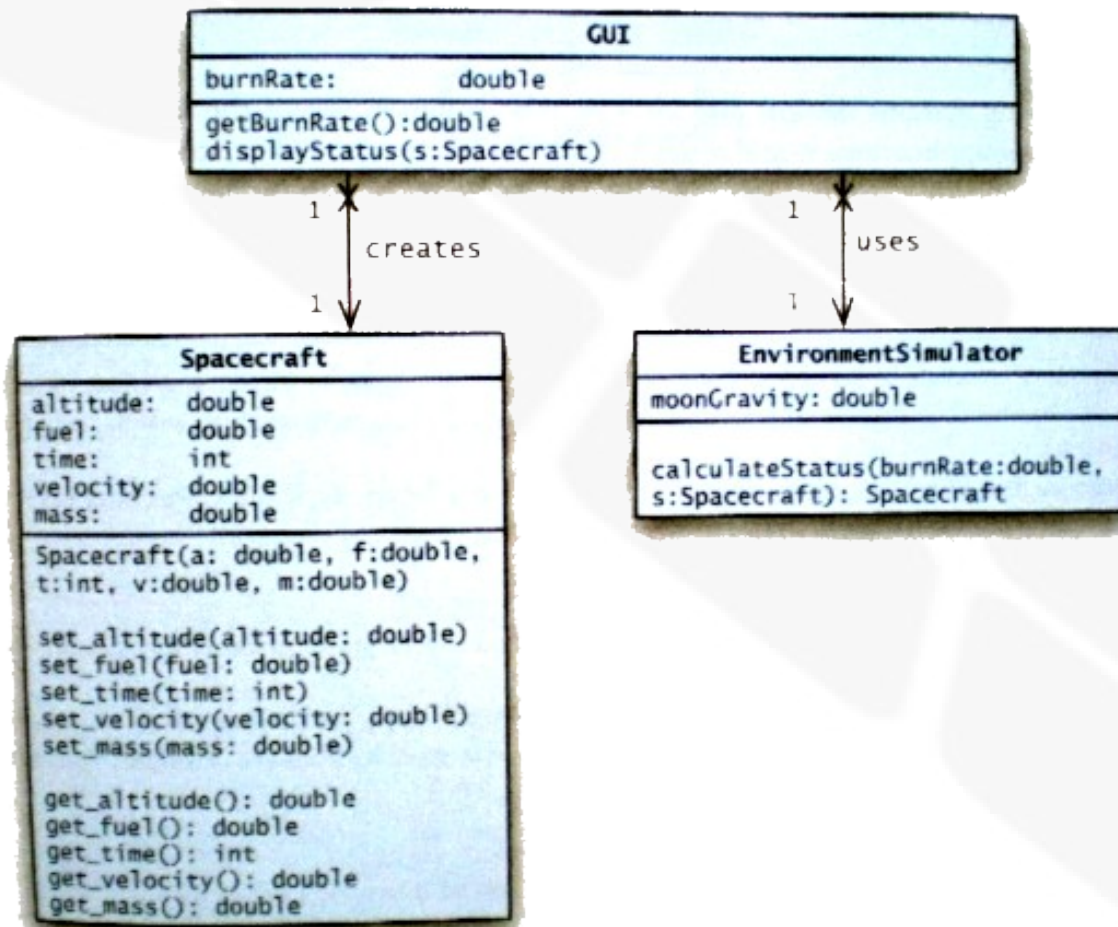 GUI
burnRate: double
getBurnRate():double
displayStatus(s:Spacecraft)
1
creates
1
1
uses
1
Spacecraft
altitude: double
fuel: double
time: int
velocity: double
mass: double
Spacecraft(a: double, f:double,
t:int, v:double, m:double)
set_altitude(altitude: double)
set_fuel(fuel: double)
set_time(time: int)
set_velocity(velocity: double)
set_mass(mass: double)
get_altitude(): double
get_fuel(): double
get_time(): int
get_velocity(): double
get_mass(): double
EnvironmentSimulator
moonGravity: double
calculateStatus(burnRate:double,
s:Spacecraft): Spacecraft